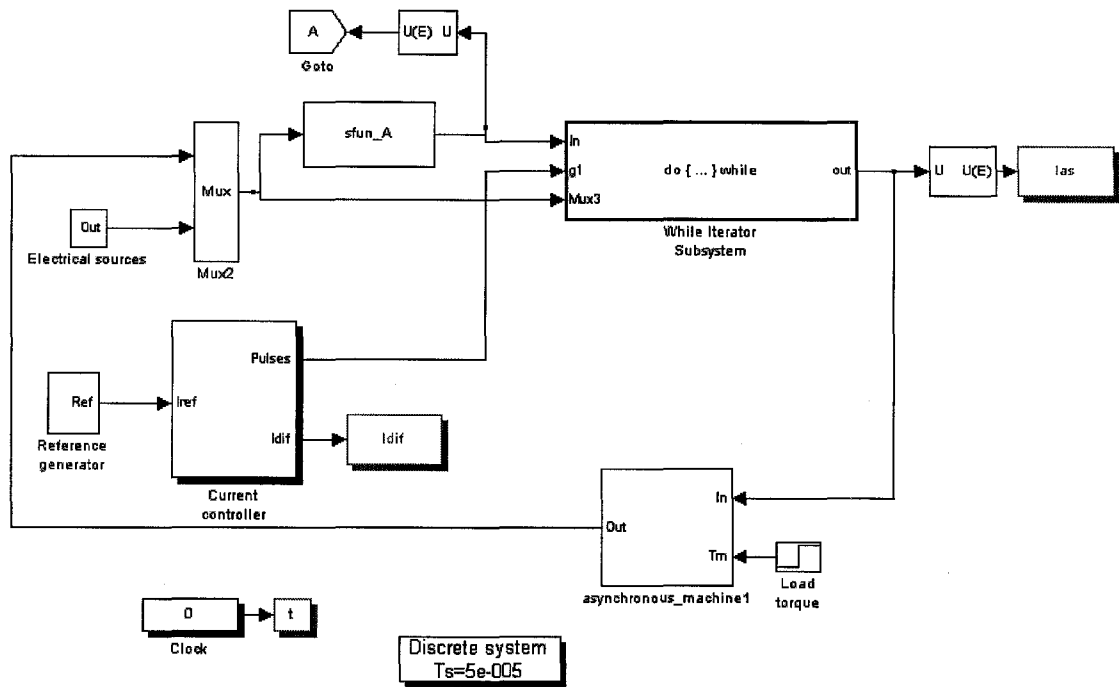 A
U(E) U
Goto
sfun_A
Mux
Mux2
Out
Electrical sources
In
g1
Mux3
do { ... } while
out
While Iterator
Subsystem
U U(E)
Ias
Ref
Reference
generator
Iref
Pulses
Idif
Current
controller
Idif
In
Out
Tm
asynchronous_machine1
Load
torque
0
Clock
t
Discrete system
Ts=5e-005